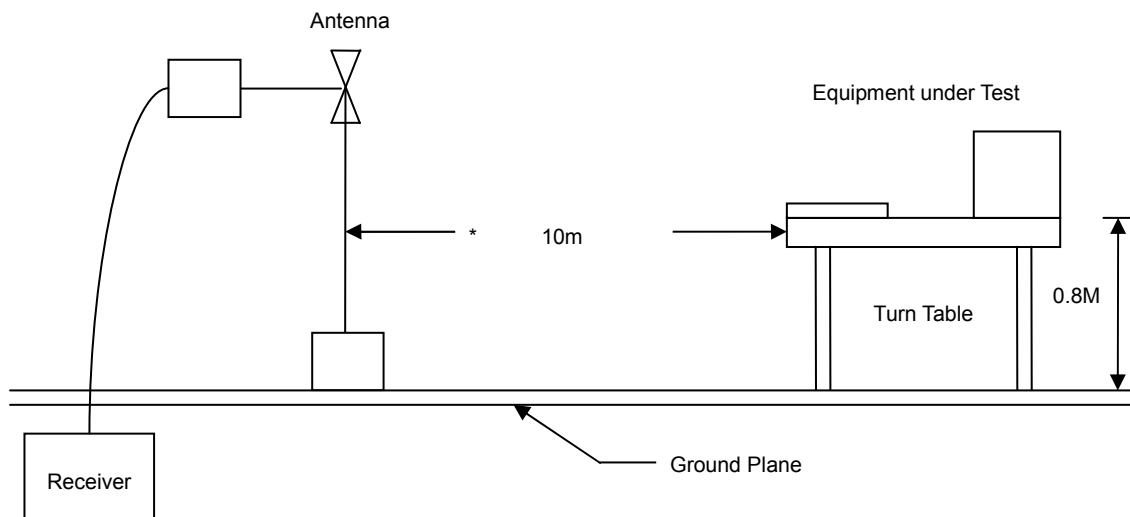 Antenna
Equipment under Test
* 10m
0.8M
Turn Table
Ground Plane
Receiver